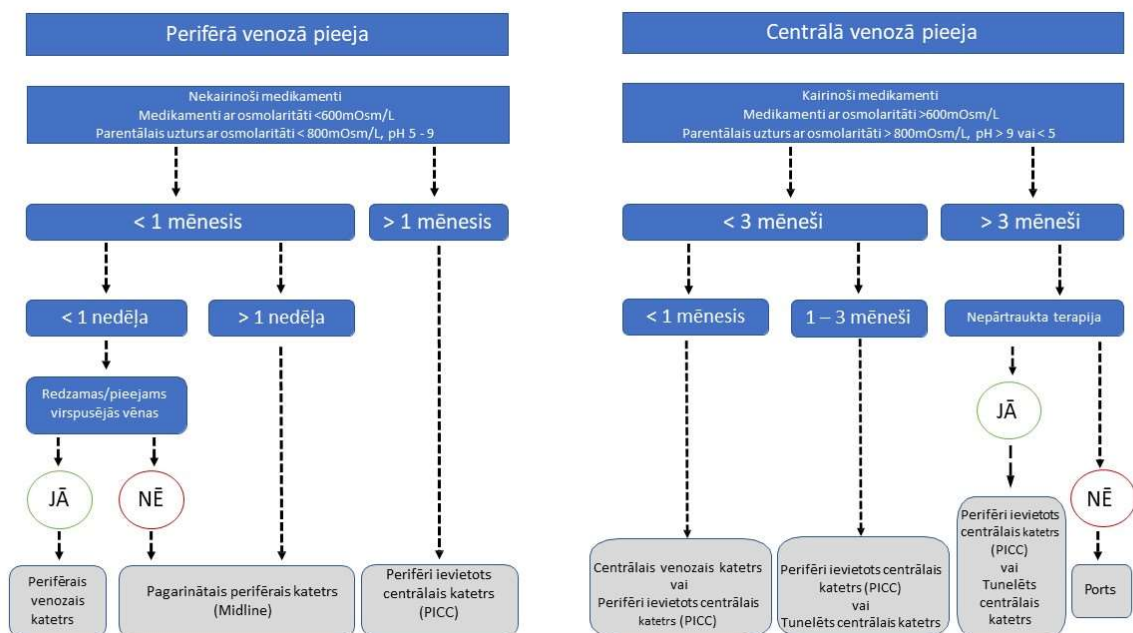 Perifērā venozā pieeja
Nekairinoši medikamenti
Medikamenti ar osmolaritāti <600mOsm/L
Parentālais uzturs ar osmolaritāti < 800mOsm/L, pH 5 - 9
< 1 mēnesis
> 1 mēnesis
< 1 nedēļa
> 1 nedēļa
Redzamas/pieejams
virspusējās vēnas
JĀ
NĒ
Perifērais
venozais
katetrs
Pagarinātais perifērais katetrs
(Midline)
Perifēri ievietots
centrālais katetrs
(PICC)
Centrālā venozā pieeja
Kairinoši medikamenti
Medikamenti ar osmolaritāti >600mOsm/L
Parentālais uzturs ar osmolaritāti > 800mOsm/L, pH > 9 vai < 5
< 3 mēneši
> 3 mēneši
< 1 mēnesis
1 – 3 mēneši
Nepārtraukta terapija
JĀ
NĒ
Centrālais venozais katetrs
vai
Perifēri ievietots centrālais
katetrs (PICC)
Perifēri ievietots centrālais
katetrs (PICC)
vai
Tunelēts centrālais katetrs
Perifēri ievietots
centrālais katetrs
(PICC)
vai
Tunelēts
centrālais
katetrs
Ports